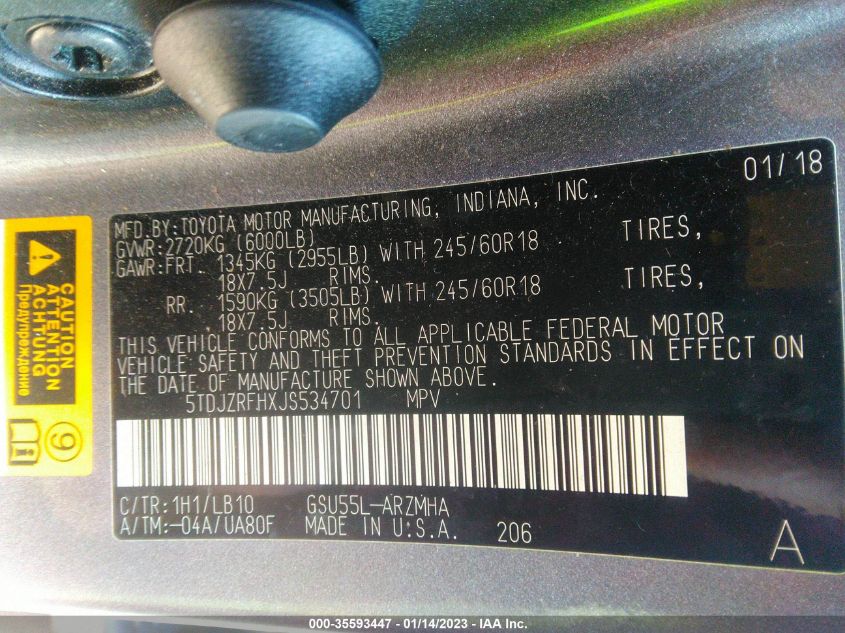 01/18
MFD.BY:TOYOTA MOTOR MANUFACTURING, INDIANA, INC.
GVWR:2720KG (6000LB)
GAWR:FRT. 1345KG (2955LB) WITH 245/60R18 TIRES,
18X7.5J RIMS.
RR. 1590KG (3505LB) WITH 245/60R18 TIRES,
18X7.5J RIMS.
THIS VEHICLE CONFORMS TO ALL APPLICABLE FEDERAL MOTOR
VEHICLE SAFETY AND THEFT PREVENTION STANDARDS IN EFFECT ON
THE DATE OF MANUFACTURE SHOWN ABOVE.
5TDJZRFHXJS534701 MPV
C/TR:1H1/LB10 GSU55L-ARZMHA
A/TM:-04A/UA80F MADE IN U.S.A. 206
A
CAUTION
ATTENTION
ACHTUNG
Предупреждение
9
000-35593447 - 01/14/2023 - IAA Inc.